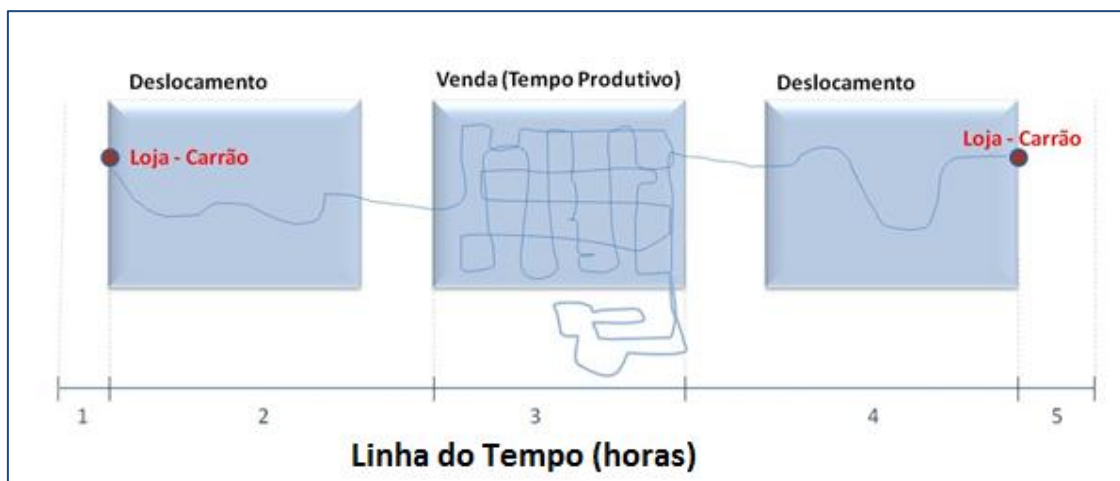 Deslocamento
Venda (Tempo Produtivo)
Deslocamento
Loja - Carrão
Loja - Carrão
1
2
3
4
5
Linha do Tempo (horas)